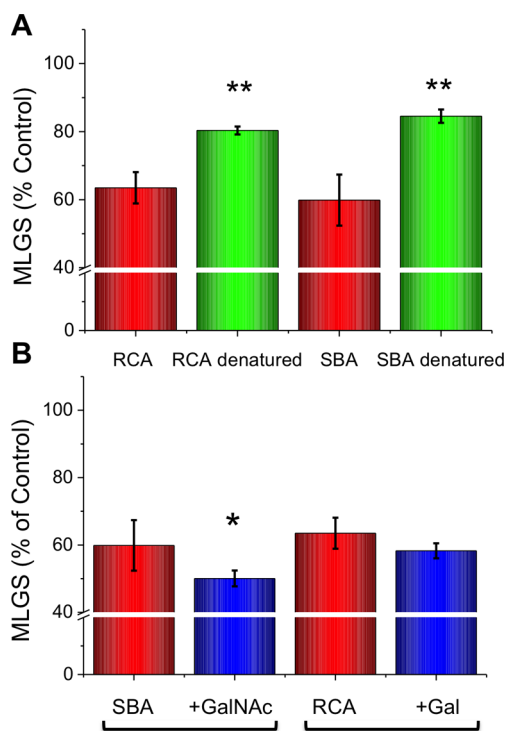 A
MLGS (% Control)
100
80
60
40
0
**
**
RCA RCA denatured SBA SBA denatured
B
MLGS (% of Control)
100
80
60
40
0
*
SBA +GalNAc RCA +Gal